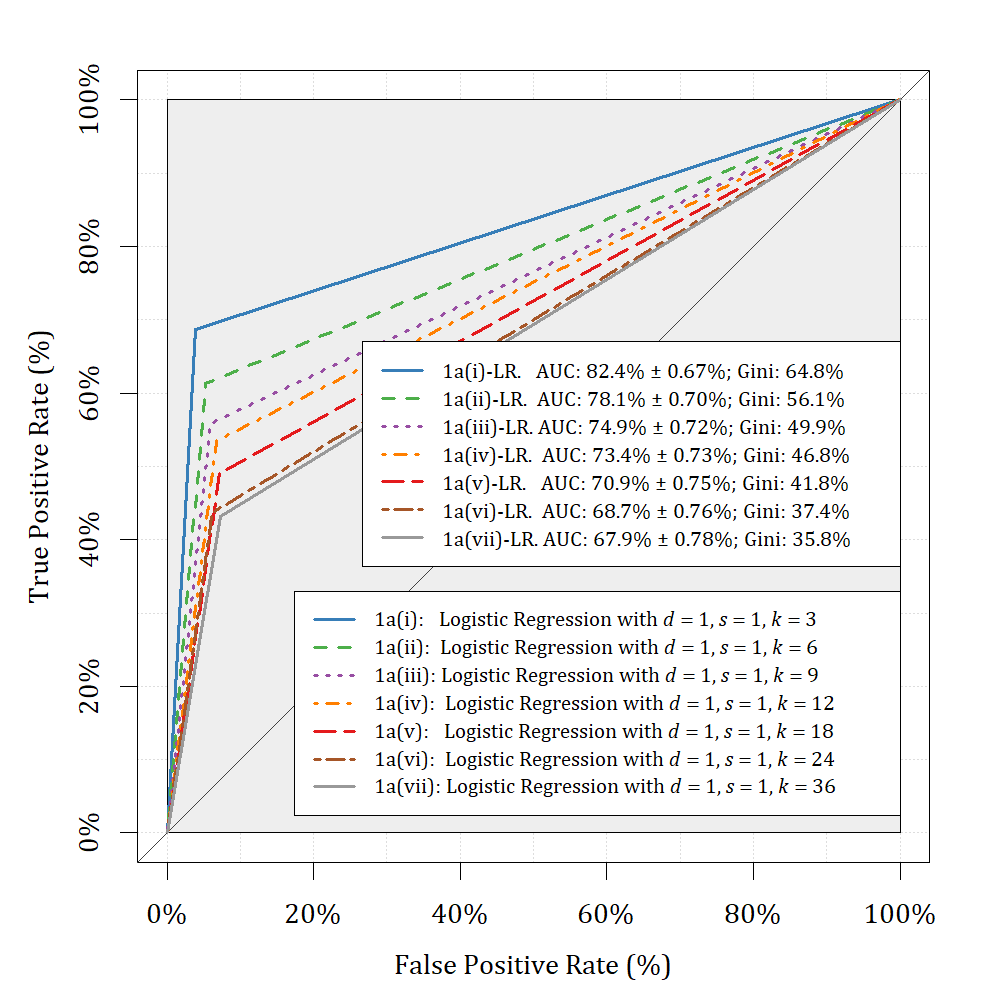 100%
80%
60%
40%
20%
0%
True Positive Rate (%)
1a(i)-LR. AUC: 82.4% ± 0.67%; Gini: 64.8%
1a(ii)-LR. AUC: 78.1% ± 0.70%; Gini: 56.1%
1a(iii)-LR. AUC: 74.9% ± 0.72%; Gini: 49.9%
1a(iv)-LR. AUC: 73.4% ± 0.73%; Gini: 46.8%
1a(v)-LR. AUC: 70.9% ± 0.75%; Gini: 41.8%
1a(vi)-LR. AUC: 68.7% ± 0.76%; Gini: 37.4%
1a(vii)-LR. AUC: 67.9% ± 0.78%; Gini: 35.8%
1a(i): Logistic Regression with d = 1, s = 1, k = 3
1a(ii): Logistic Regression with d = 1, s = 1, k = 6
1a(iii): Logistic Regression with d = 1, s = 1, k = 9
1a(iv): Logistic Regression with d = 1, s = 1, k = 12
1a(v): Logistic Regression with d = 1, s = 1, k = 18
1a(vi): Logistic Regression with d = 1, s = 1, k = 24
1a(vii): Logistic Regression with d = 1, s = 1, k = 36
0% 20% 40% 60% 80% 100%
False Positive Rate (%)